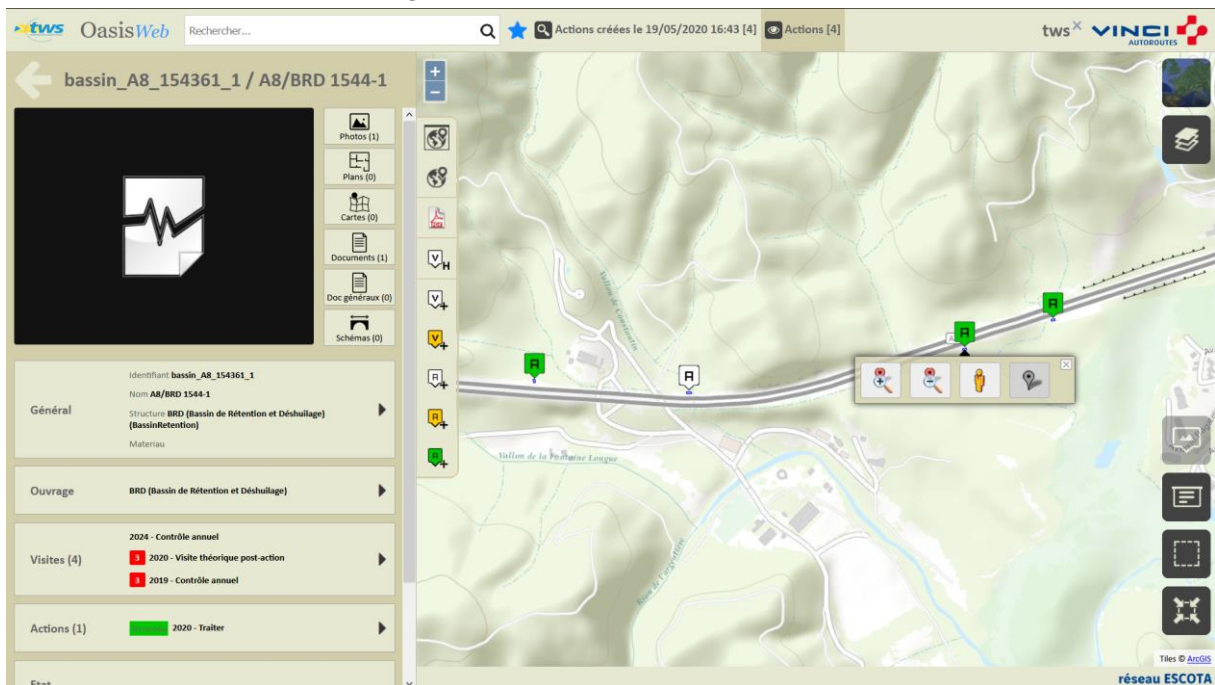 tws OasisWeb
Rechercher...
Actions créées le 19/05/2020 16:43 [4]
Actions [4]
tws
VINCI
AUTOROUTES
bassin_A8_154361_1 / A8/BRD 1544-1
Photos (1)
Plans (0)
Cartes (0)
Documents (1)
Doc généraux (0)
Schémas (0)
Général
Identifiant bassin_A8_154361_1
Nom A8/BRD 1544-1
Structure BRD (Bassin de Rétention et Déshuilage)
(BassinRetention)
Materiau
Ouvrage
BRD (Bassin de Rétention et Déshuilage)
Visites (4)
2024 - Contrôle annuel
3 2020 - Visite théorique post-action
3 2019 - Contrôle annuel
Actions (1)
2020 - Traiter
Etat
V H
V +
V +
A +
A +
A +
Vallon de Constantin
A
A
A
A
Vallon de la Fontaine Longue
Tiles © ArcGIS
réseau ESCOTA